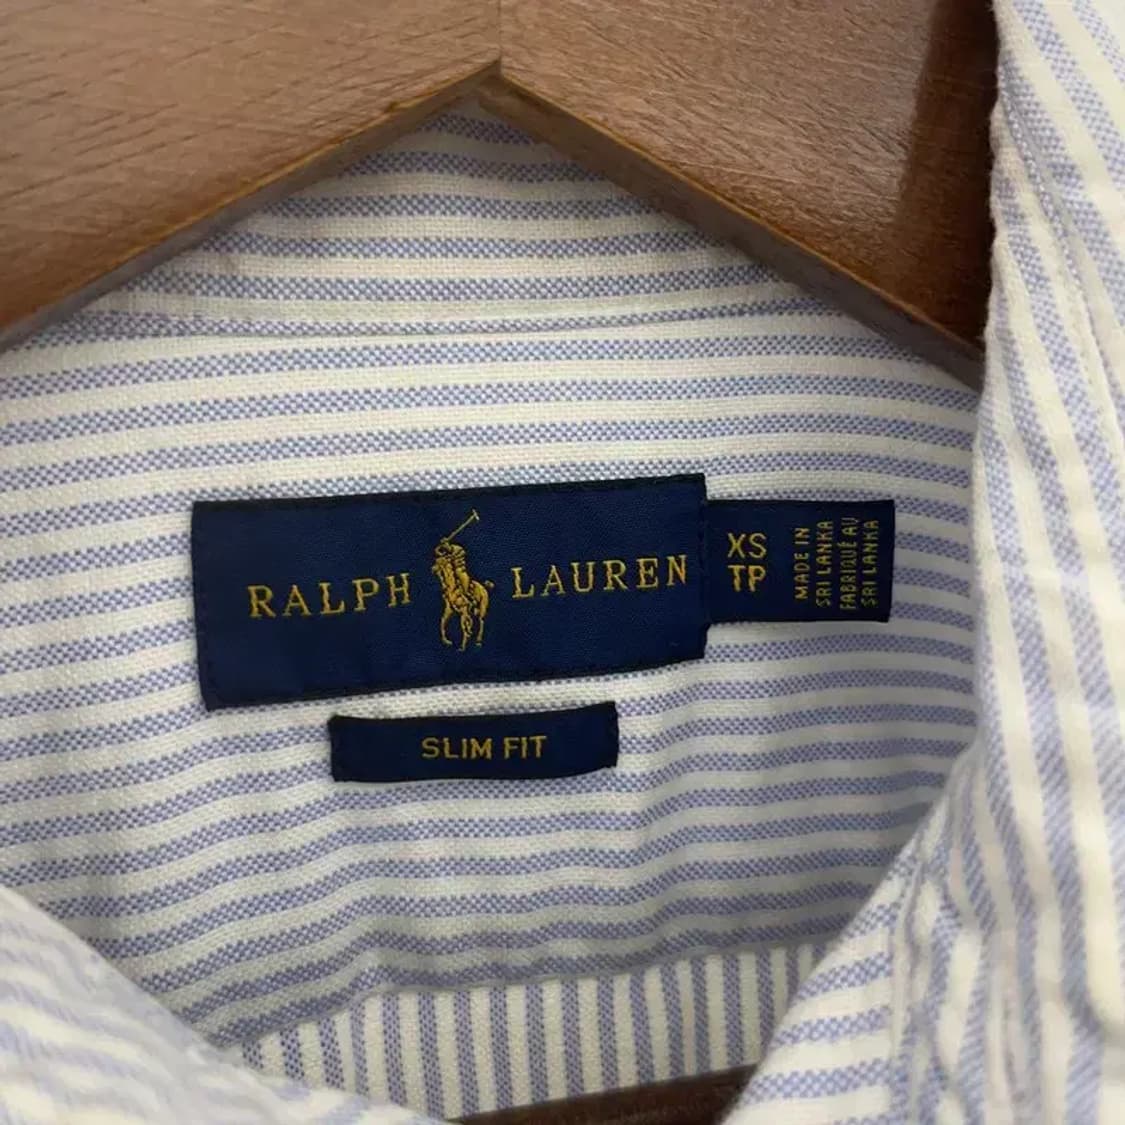 RALPH LAUREN
XS
TP
MADE IN
SRI LANKA
FABRIQUÉ AU
SRI LANKA
SLIM FIT